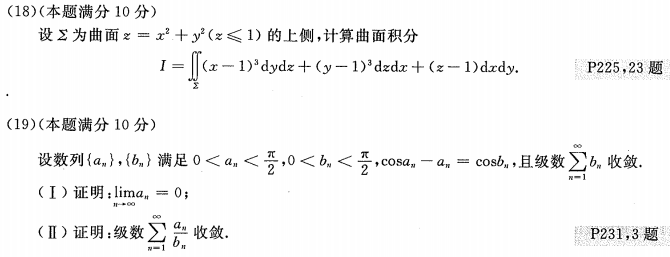 (18)(本题满分 10 分)
设 Σ 为曲面 z = x² + y²(z ⩽ 1) 的上侧,计算曲面积分
I = ∬_Σ (x − 1)³dydz + (y − 1)³dzdx + (z − 1)dxdy.
P225,23 题
(19)(本题满分 10 分)
设数列{aₙ},{bₙ} 满足 0 < aₙ < π/2, 0 < bₙ < π/2, cosaₙ − aₙ = cosbₙ,且级数 ∑_{n=1}^{∞} bₙ 收敛.
(Ⅰ) 证明:lim_{n→∞} aₙ = 0;
(Ⅱ) 证明:级数 ∑_{n=1}^{∞} aₙ/bₙ 收敛.
P231,3 题